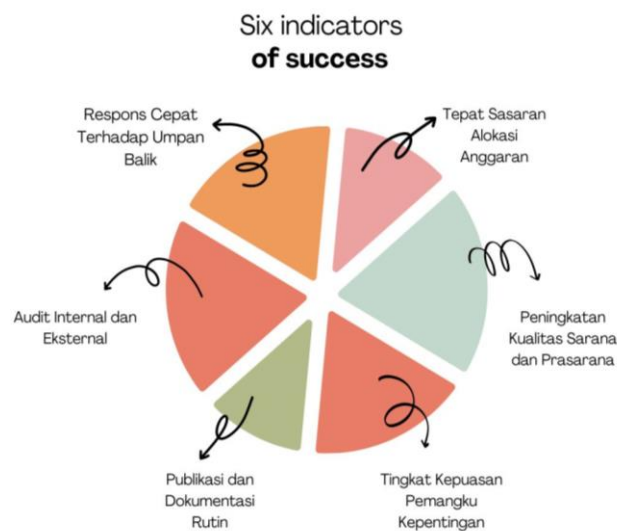 Six indicators
of success
Respons Cepat
Terhadap Umpan
Balik
Tepat Sasaran
Alokasi
Anggaran
Audit Internal dan
Eksternal
Peningkatan
Kualitas Sarana
dan Prasarana
Publikasi dan
Dokumentasi
Rutin
Tingkat Kepuasan
Pemangku
Kepentingan